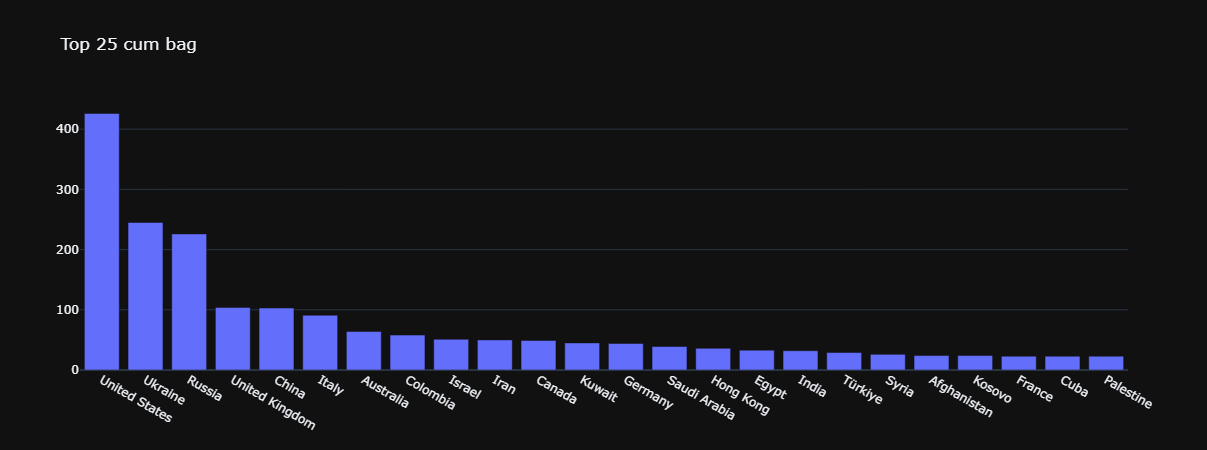 Top 25 cum bag
400
300
200
100
0
United States
Ukraine
Russia
United Kingdom
China
Italy
Australia
Colombia
Israel
Iran
Canada
Kuwait
Germany
Saudi Arabia
Hong Kong
Egypt
India
Türkiye
Syria
Afghanistan
Kosovo
France
Cuba
Palestine